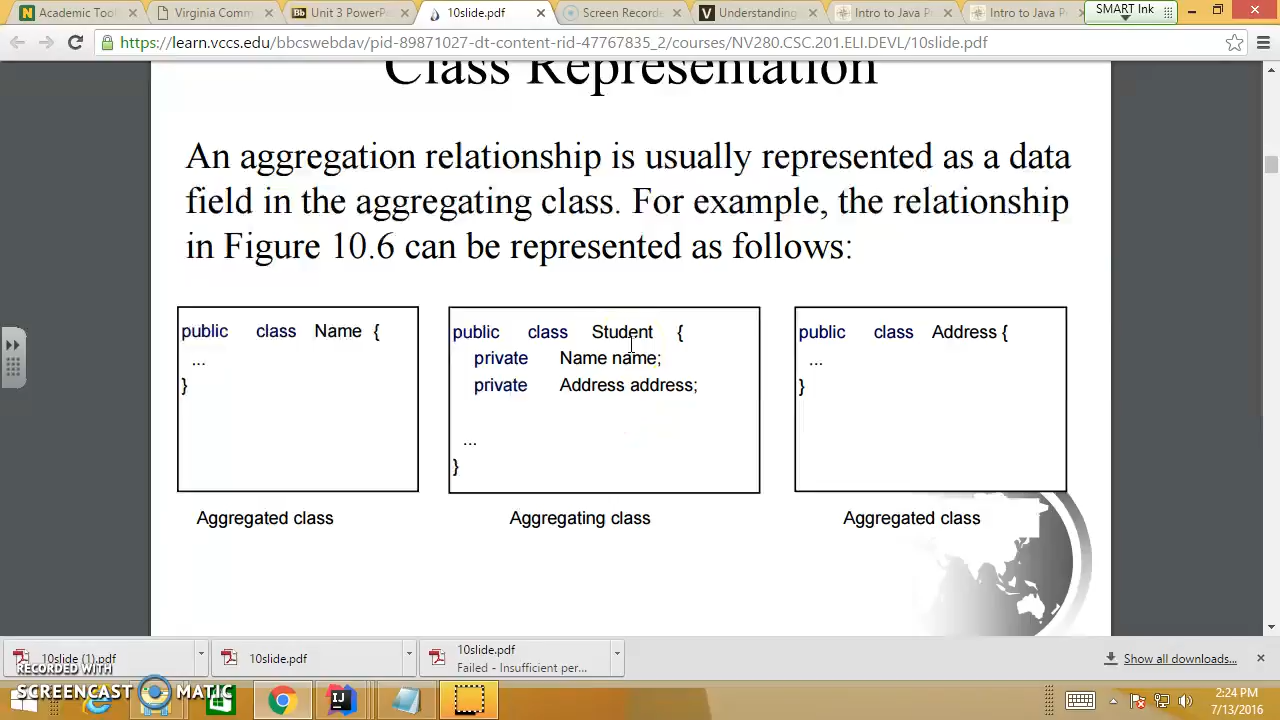 Academic Tool
Virginia Comm
Unit 3 PowerP
10slide.pdf
Screen Recorde
Understanding
Intro to Java P
Intro to Java P
SMART Ink
https://learn.vccs.edu/bbcswebdav/pid-89871027-dt-content-rid-47767835_2/courses/NV280.CSC.201.ELI.DEVL/10slide.pdf
Class Representation
An aggregation relationship is usually represented as a data
field in the aggregating class. For example, the relationship
in Figure 10.6 can be represented as follows:
public class Name {
...
}
Aggregated class
public class Student {
private Name name;
private Address address;
...
}
Aggregating class
public class Address {
...
}
Aggregated class
10slide (1).pdf
10slide.pdf
10slide.pdf
Failed - Insufficient per...
Show all downloads...
RECORDED WITH
SCREENCAST MATIC
2:24 PM
7/13/2016